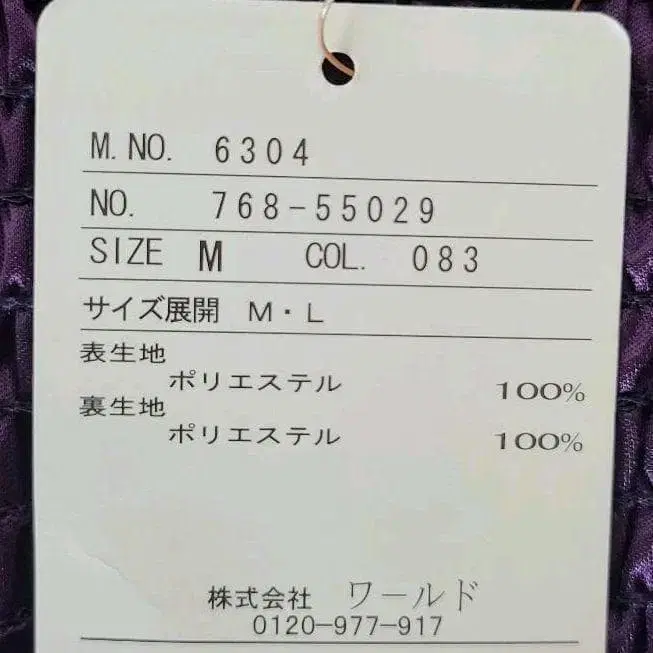 M.NO. 6304
NO. 768-55029
SIZE M COL. 083
サイズ展開 M・L
表生地
ポリエステル 100%
裏生地
ポリエステル 100%
株式会社 ワールド
0120-977-917